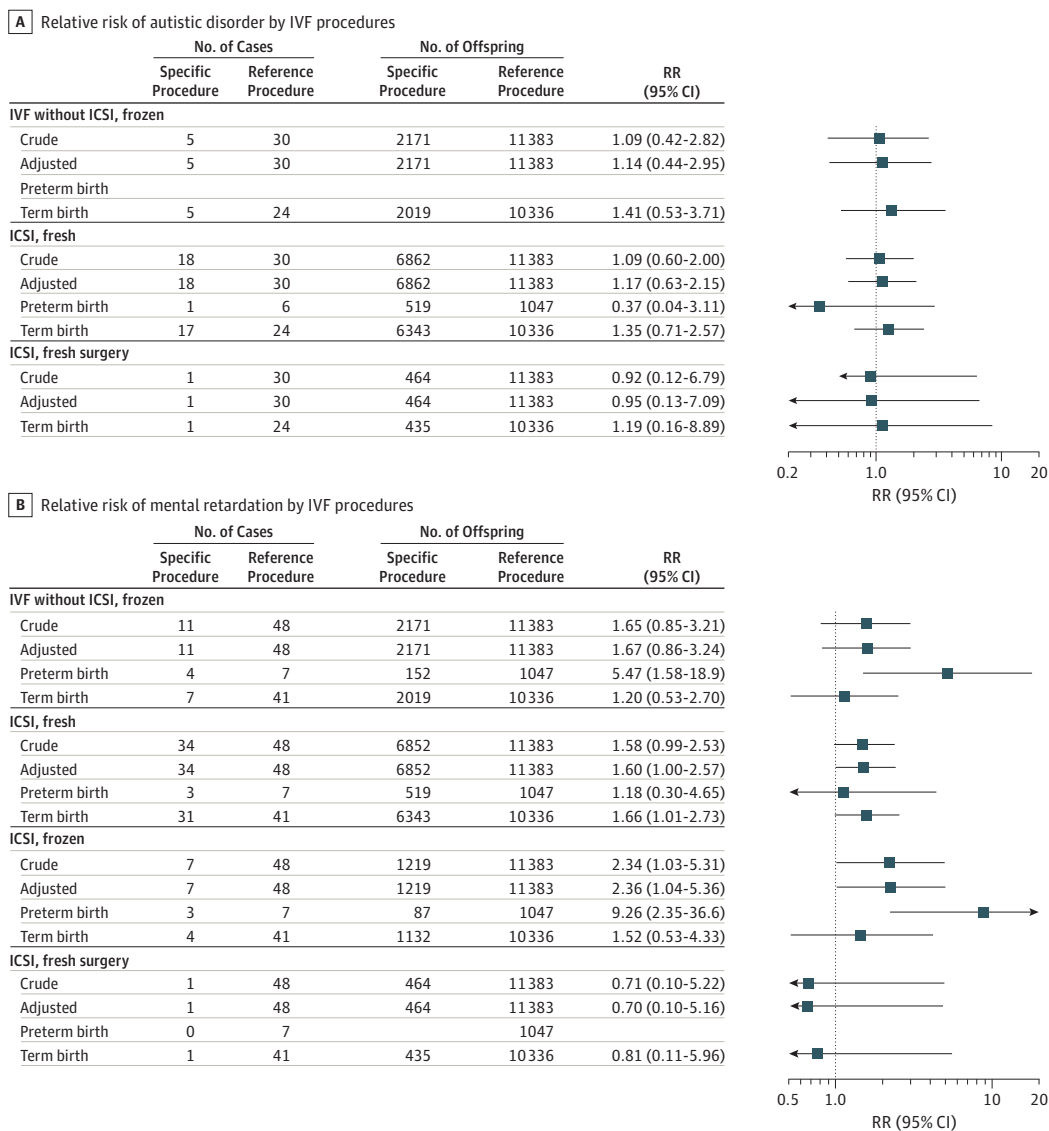 A Relative risk of autistic disorder by IVF procedures
No. of Cases No. of Offspring
Specific Procedure Reference Procedure Specific Procedure Reference Procedure RR (95% CI)
IVF without ICSI, frozen
Crude 5 30 2171 11383 1.09 (0.42-2.82)
Adjusted 5 30 2171 11383 1.14 (0.44-2.95)
Preterm birth
Term birth 5 24 2019 10336 1.41 (0.53-3.71)
ICSI, fresh
Crude 18 30 6862 11383 1.09 (0.60-2.00)
Adjusted 18 30 6862 11383 1.17 (0.63-2.15)
Preterm birth 1 6 519 1047 0.37 (0.04-3.11)
Term birth 17 24 6343 10336 1.35 (0.71-2.57)
ICSI, fresh surgery
Crude 1 30 464 11383 0.92 (0.12-6.79)
Adjusted 1 30 464 11383 0.95 (0.13-7.09)
Term birth 1 24 435 10336 1.19 (0.16-8.89)
0.2 1.0 10 20
RR (95% CI)
B Relative risk of mental retardation by IVF procedures
No. of Cases No. of Offspring
Specific Procedure Reference Procedure Specific Procedure Reference Procedure RR (95% CI)
IVF without ICSI, frozen
Crude 11 48 2171 11383 1.65 (0.85-3.21)
Adjusted 11 48 2171 11383 1.67 (0.86-3.24)
Preterm birth 4 7 152 1047 5.47 (1.58-18.9)
Term birth 7 41 2019 10336 1.20 (0.53-2.70)
ICSI, fresh
Crude 34 48 6852 11383 1.58 (0.99-2.53)
Adjusted 34 48 6852 11383 1.60 (1.00-2.57)
Preterm birth 3 7 519 1047 1.18 (0.30-4.65)
Term birth 31 41 6343 10336 1.66 (1.01-2.73)
ICSI, frozen
Crude 7 48 1219 11383 2.34 (1.03-5.31)
Adjusted 7 48 1219 11383 2.36 (1.04-5.36)
Preterm birth 3 7 87 1047 9.26 (2.35-36.6)
Term birth 4 41 1132 10336 1.52 (0.53-4.33)
ICSI, fresh surgery
Crude 1 48 464 11383 0.71 (0.10-5.22)
Adjusted 1 48 464 11383 0.70 (0.10-5.16)
Preterm birth 0 7 1047
Term birth 1 41 435 10336 0.81 (0.11-5.96)
0.5 1.0 10 20
RR (95% CI)